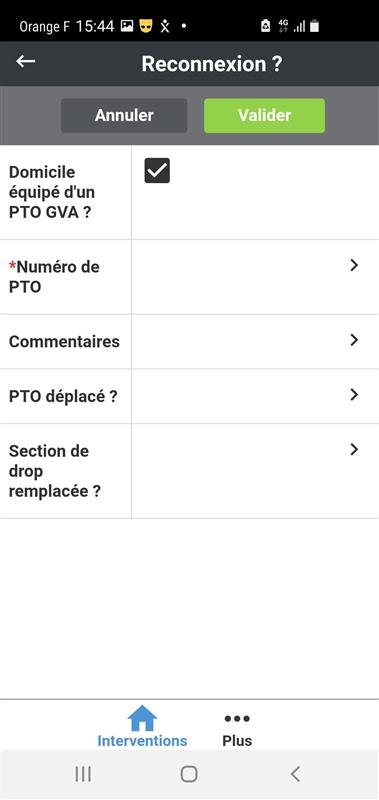 Orange F 15:44
4G
Reconnexion ?
Annuler
Valider
Domicile
équipé d'un
PTO GVA ?
*Numéro de
PTO
Commentaires
PTO déplacé ?
Section de
drop
remplacée ?
Interventions
Plus